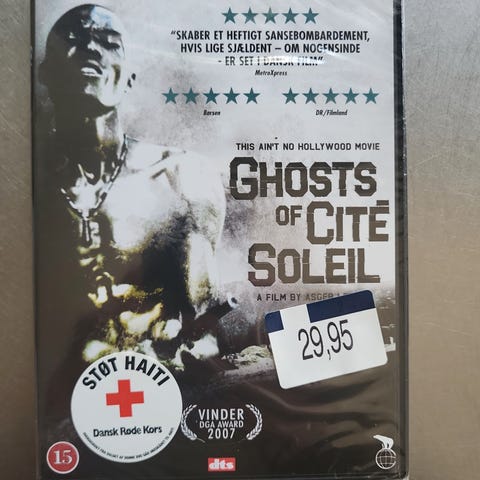 "SKABER ET HEFTIGT SANSEBOMBARDEMENT,
HVIS LIGE SJÆLDENT – OM NOGENSINDE
- ER SET I DANSK FILM"
MetroXpress
Børsen
DR/Filmland
THIS AIN'T NO HOLLYWOOD MOVIE
GHOSTS
OF CITÉ
SOLEIL
A FILM BY ASGER
29,95
STØT HAITI
Dansk Røde Kors
VINDER
DGA AWARD
2007
15
dts